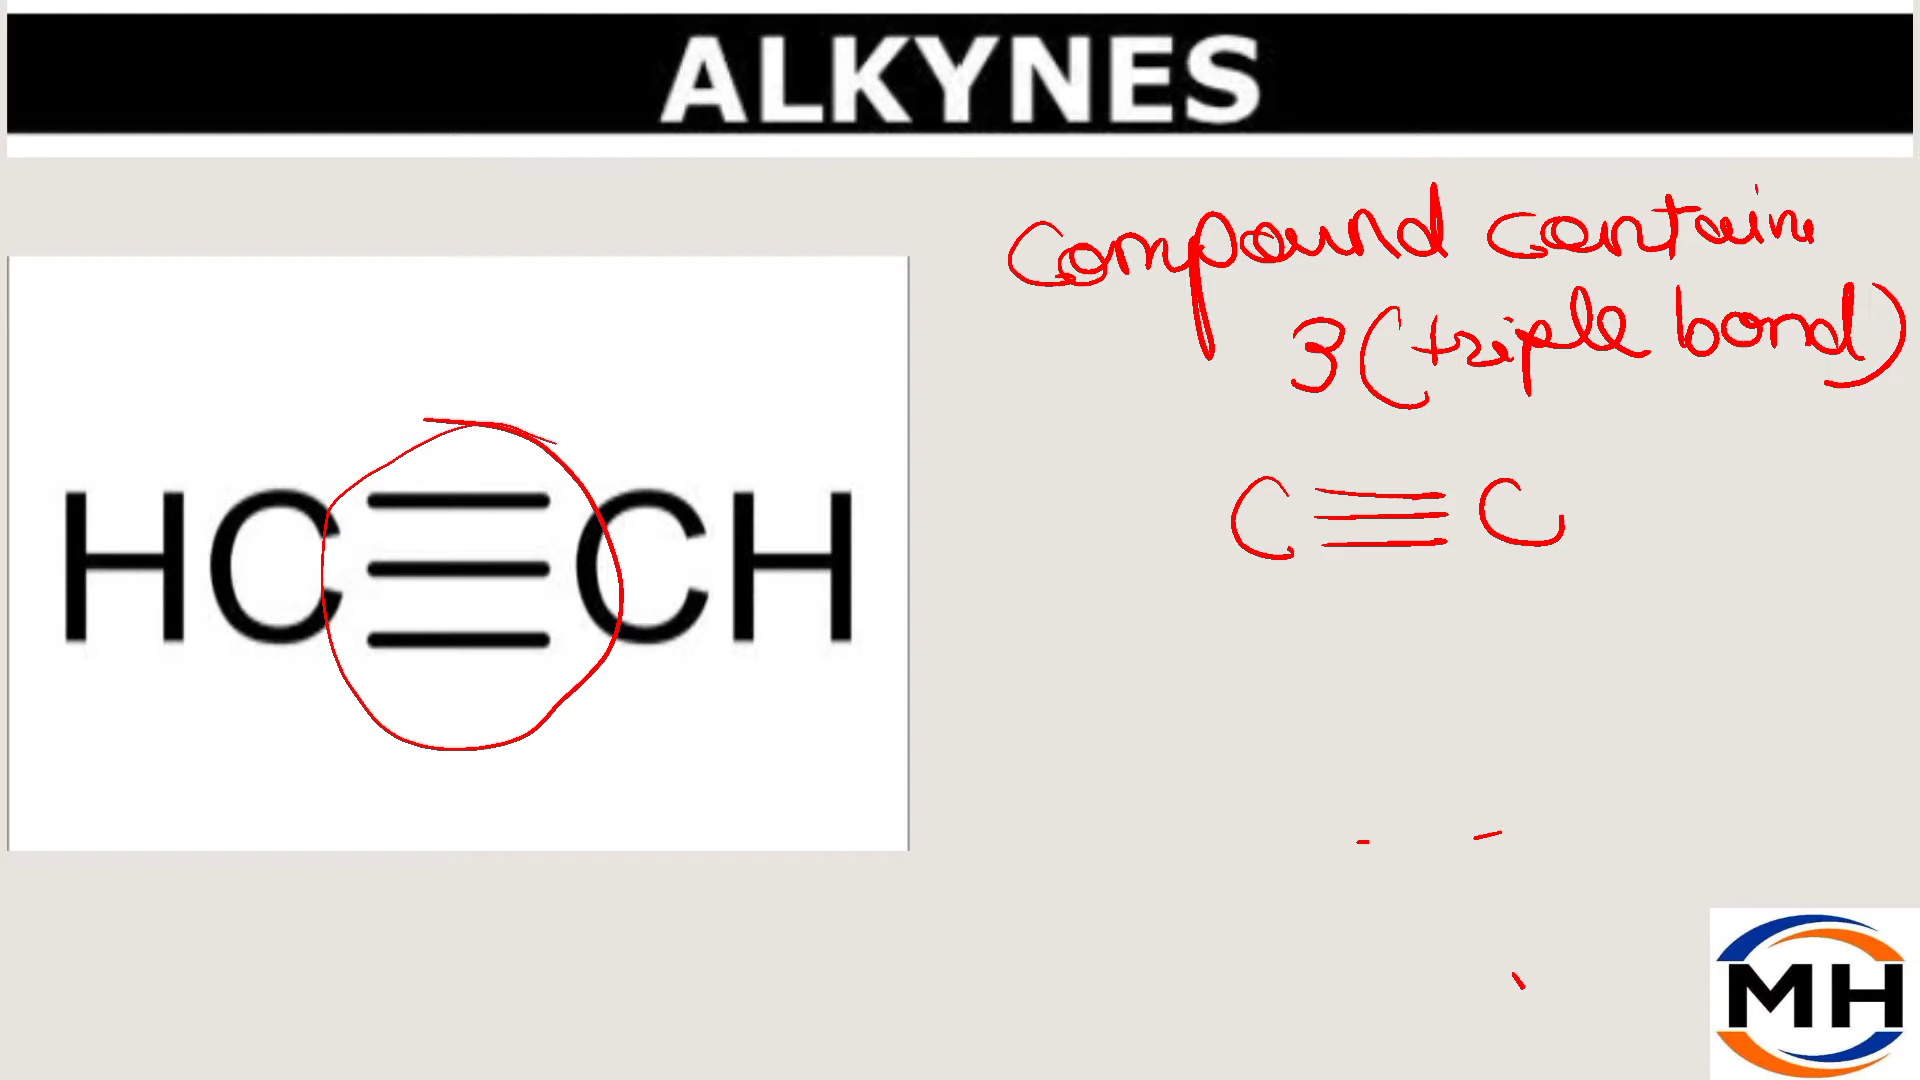 ALKYNES
Compound contain
3 (triple bond)
HC≡CH
C≡C
MH